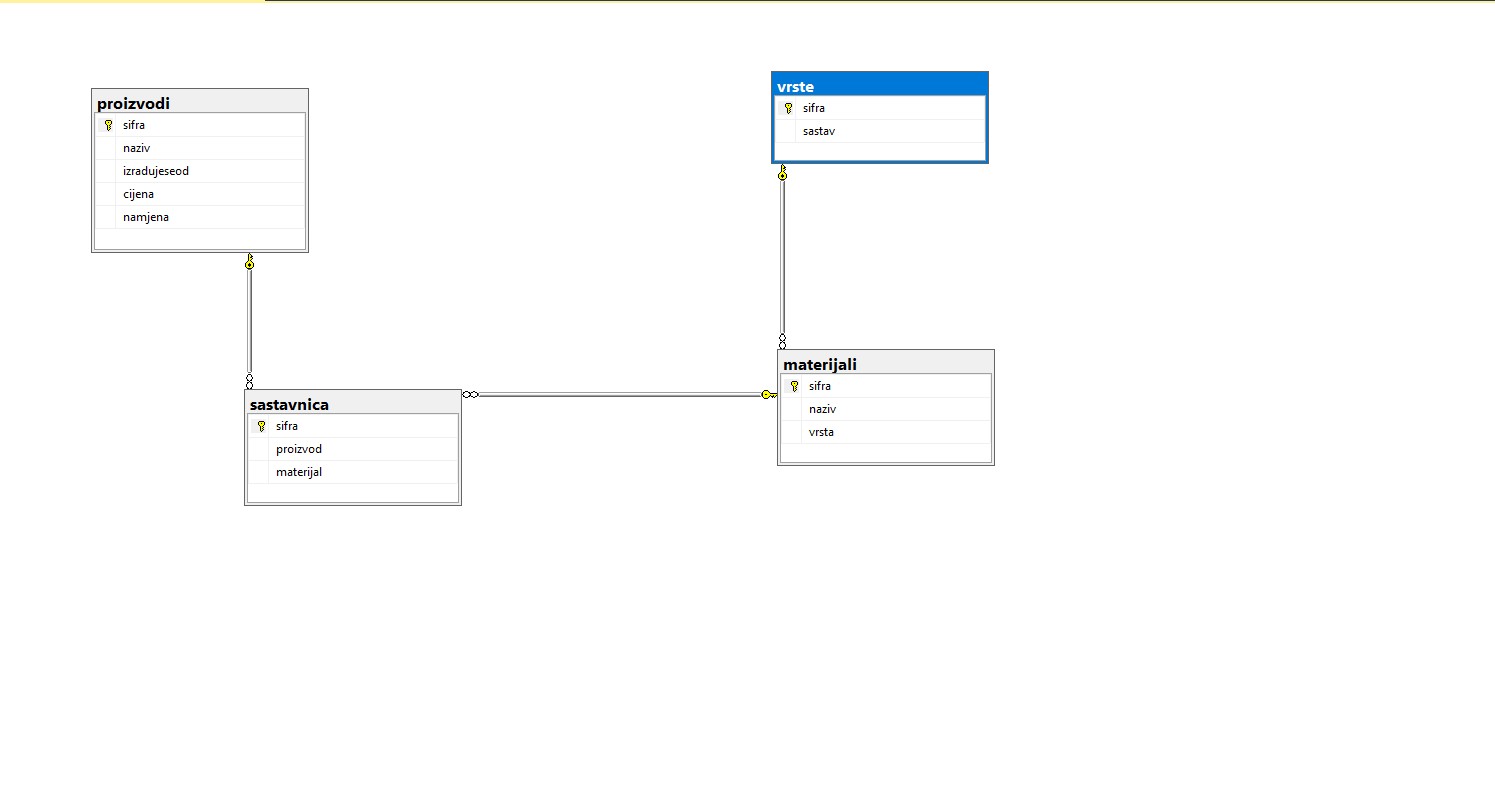 proizvodi
sifra
naziv
izradujeseod
cijena
namjena
vrste
sifra
sastav
sastavnica
sifra
proizvod
materijal
materijali
sifra
naziv
vrsta